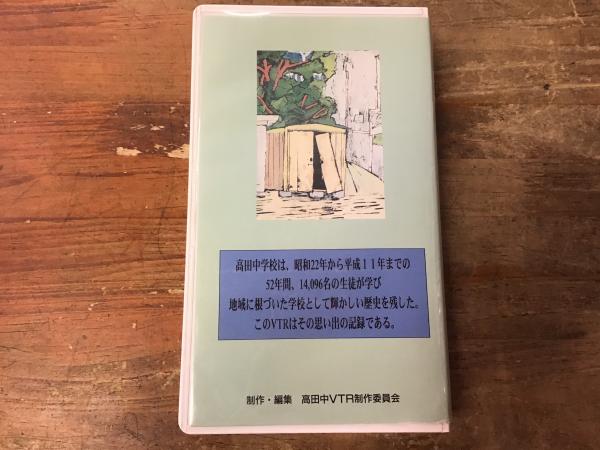 高田中学校は、昭和22年から平成１１年までの
52年間、14,096名の生徒が学び
地域に根づいた学校として輝かしい歴史を残した。
このVTRはその思い出の記録である。
制作・編集　高田中VTR制作委員会